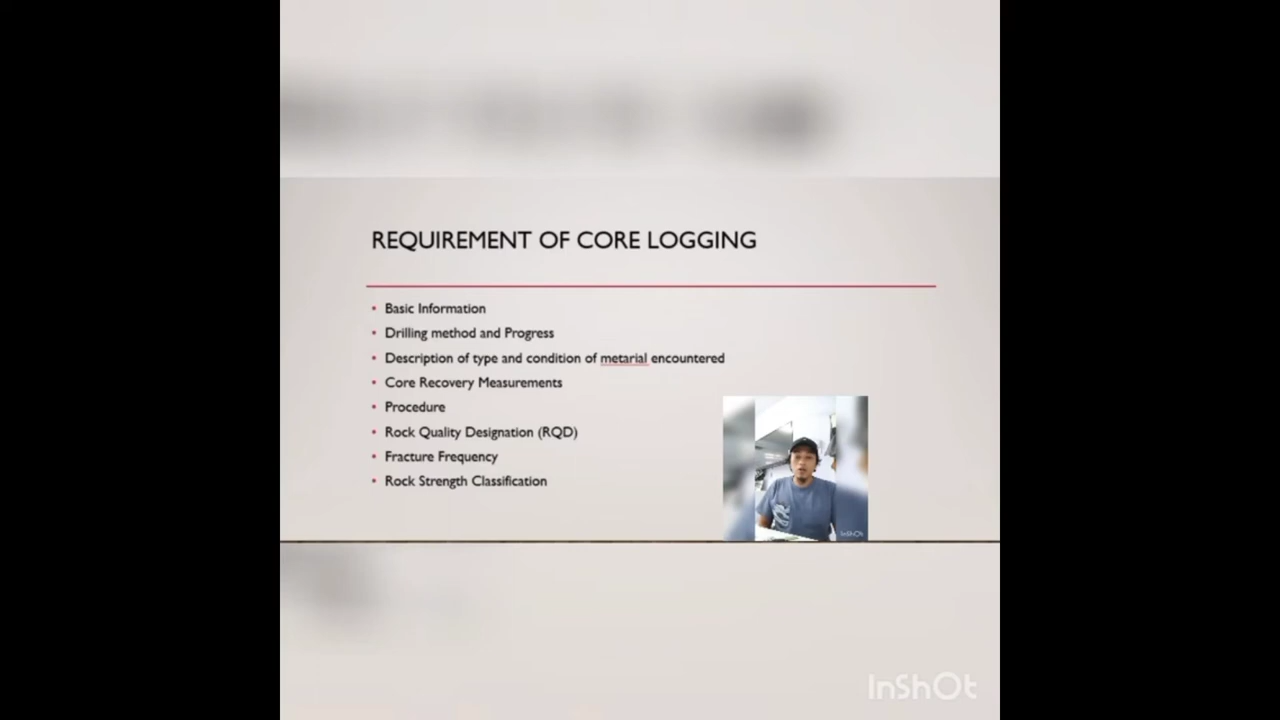 REQUIREMENT OF CORE LOGGING
• Basic Information
• Drilling method and Progress
• Description of type and condition of metarial encountered
• Core Recovery Measurements
• Procedure
• Rock Quality Designation (RQD)
• Fracture Frequency
• Rock Strength Classification
InShOt
InShOt